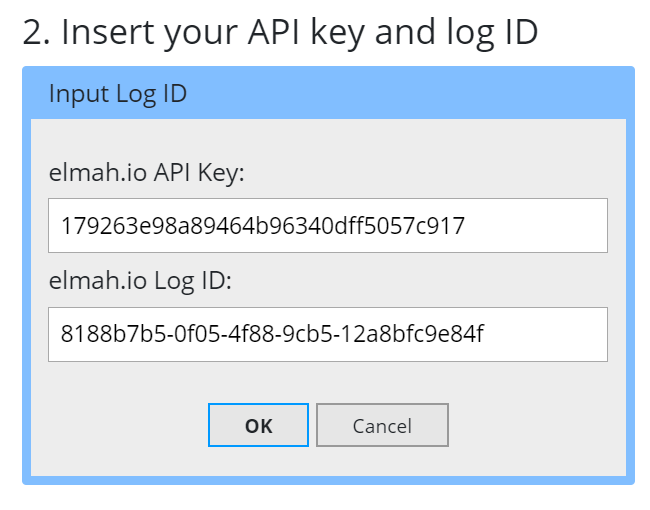 2. Insert your API key and log ID
Input Log ID
elmah.io API Key:
179263e98a89464b96340dff5057c917
elmah.io Log ID:
8188b7b5-0f05-4f88-9cb5-12a8bfc9e84f
OK Cancel